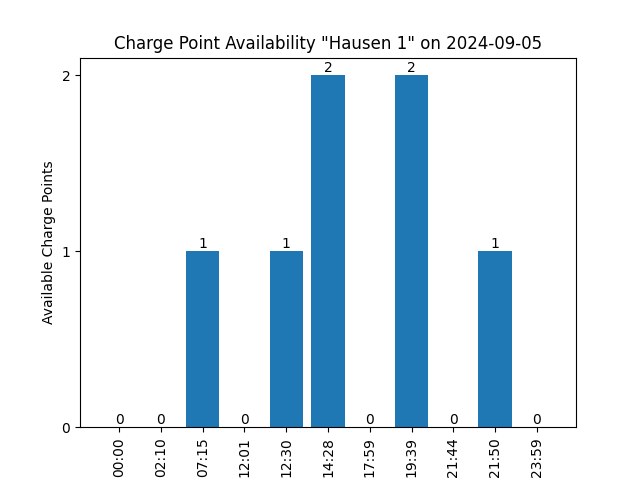 Charge Point Availability "Hausen 1" on 2024-09-05
Available Charge Points
2
1
0
0 0 1 0 1 2 0 2 0 1 0
00:00 02:10 07:15 12:01 12:30 14:28 17:59 19:39 21:44 21:50 23:59